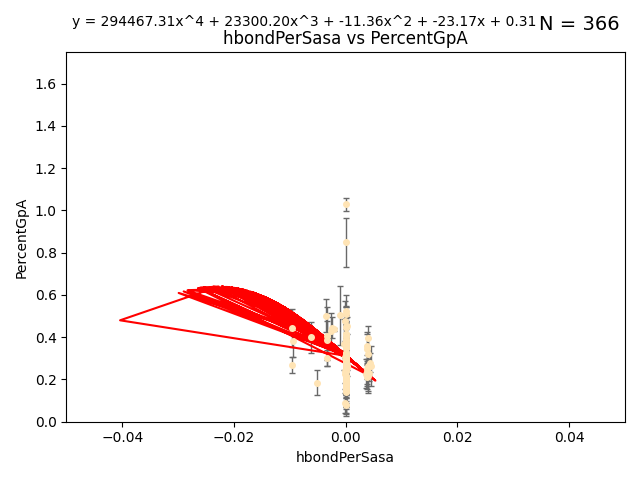 y = 294467.31x^4 + 23300.20x^3 + -11.36x^2 + -23.17x + 0.31 N = 366
hbondPerSasa vs PercentGpA
1.6
1.4
1.2
1.0
0.8
0.6
0.4
0.2
0.0
PercentGpA
−0.04 −0.02 0.00 0.02 0.04
hbondPerSasa